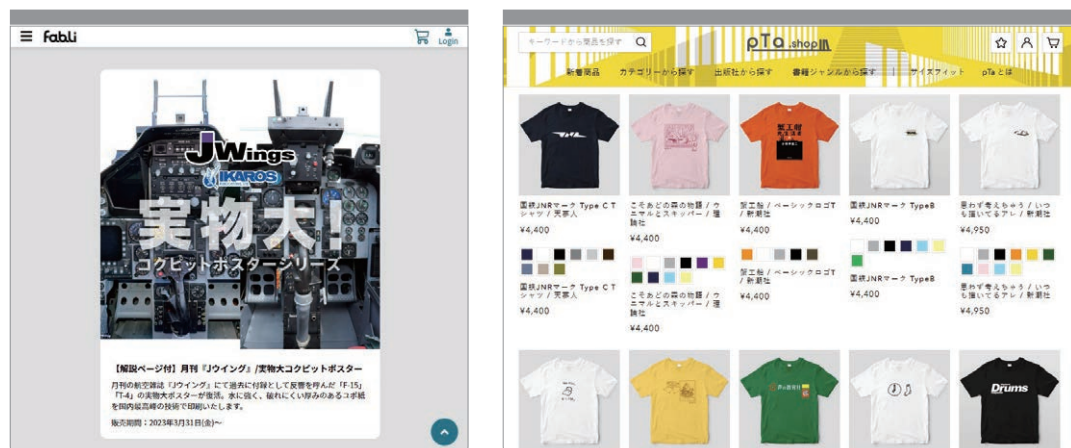 fab.li
Login
JWings
IKAROS
実物大!
コクピットポスターシリーズ
【解説ページ付】月刊『Jウイング』/実物大コクピットポスター
月刊の航空雑誌『Jウイング』にて過去に付録として反響を呼んだ「F-15」
「T-4」の実物大ポスターが復活。水に強く、破れにくい厚みのあるユポ紙
を国内最高峰の技術で印刷いたします。
販売期間:2023年3月31日(金)~
キーワードから商品を探す
pTa.shop
新着商品 カテゴリーから探す 出版社から探す 書籍ジャンルから探す | サイズフィット pTaとは
国鉄JNRマーク Type C T
シャツ / 天夢人
¥4,400
こそあどの森の物語 / ウ
ニマルとスキッパー / 理
論社
¥4,400
蟹工船 / ベーシックロゴT
/ 新潮社
¥4,400
国鉄JNRマーク TypeB
¥4,400
思わず考えちゃう / いつ
も描いてるアレ / 新潮社
¥4,950
国鉄JNRマーク Type C T
シャツ / 天夢人
¥4,400
こそあどの森の物語 / ウ
ニマルとスキッパー / 理
論社
¥4,400
蟹工船 / ベーシックロゴT
/ 新潮社
¥4,400
国鉄JNRマーク TypeB
¥4,400
思わず考えちゃう / いつ
も描いてるアレ / 新潮社
¥4,950
Drums